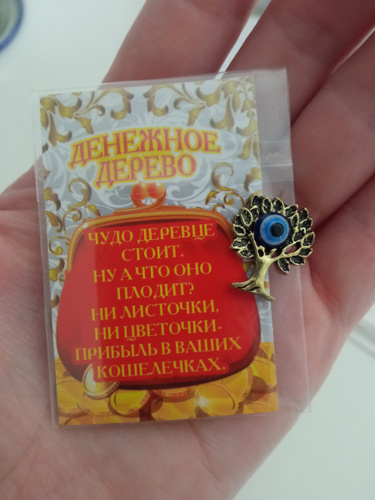 ДЕНЕЖНОЕ
ДЕРЕВО
ЧУДО ДЕРЕВЦЕ
СТОИТ.
НУ А ЧТО ОНО
ПЛОДИТ?
НИ ЛИСТОЧКИ,
НИ ЦВЕТОЧКИ-
ПРИБЫЛЬ В ВАШИХ
КОШЕЛЕЧКАХ.